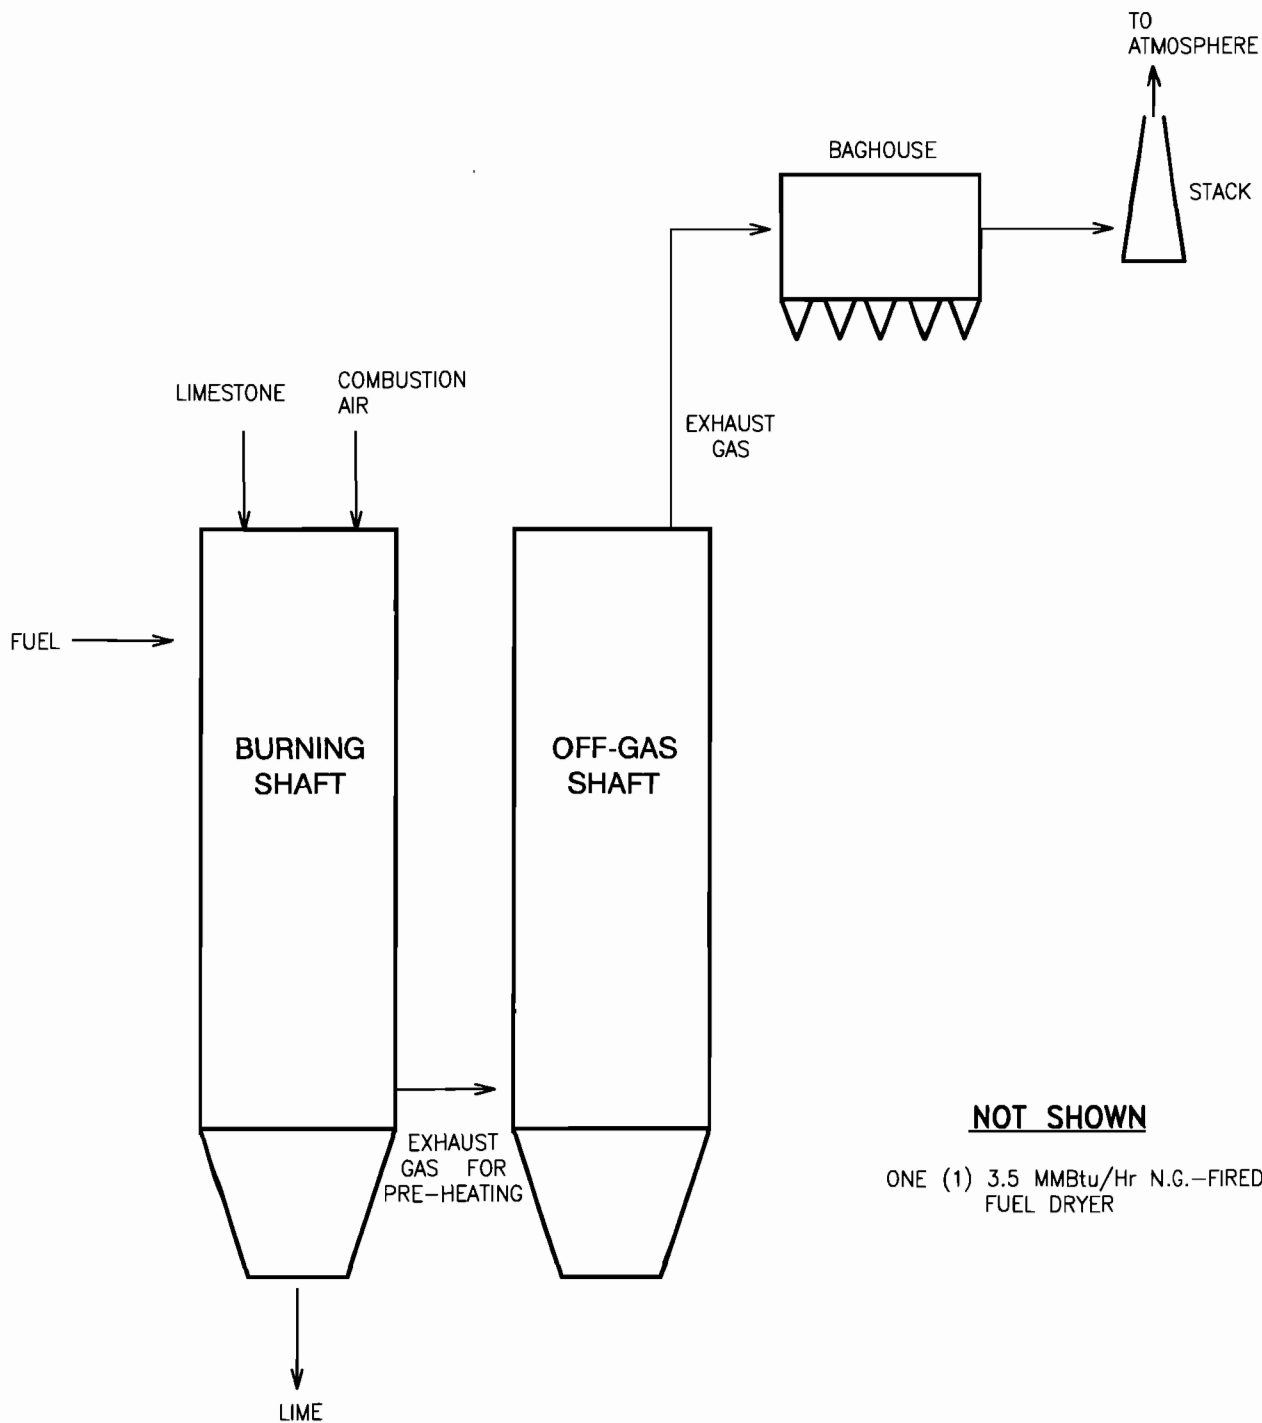 TO
ATMOSPHERE
BAGHOUSE
STACK
LIMESTONE
COMBUSTION
AIR
EXHAUST
GAS
FUEL
BURNING
SHAFT
OFF-GAS
SHAFT
EXHAUST
GAS FOR
PRE-HEATING
NOT SHOWN
ONE (1) 3.5 MMBtu/Hr N.G.-FIRED
FUEL DRYER
LIME